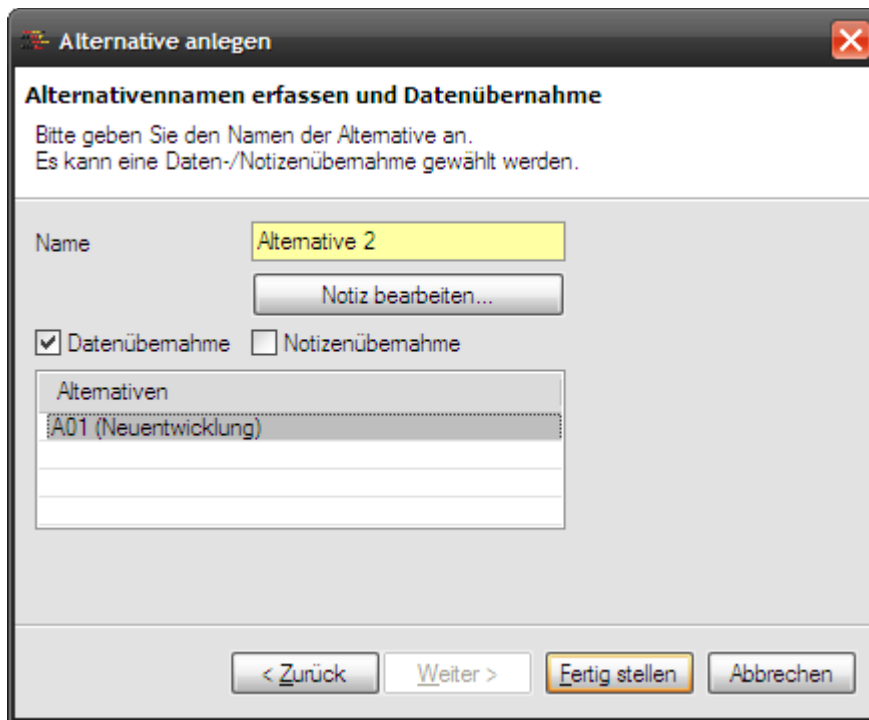 Alternative anlegen
Alternativennamen erfassen und Datenübernahme
Bitte geben Sie den Namen der Alternative an.
Es kann eine Daten-/Notizenübernahme gewählt werden.
Name
Alternative 2
Notiz bearbeiten...
Datenübernahme Notizenübernahme
Alternativen
A01 (Neuentwicklung)
< Zurück Weiter > Fertig stellen Abbrechen